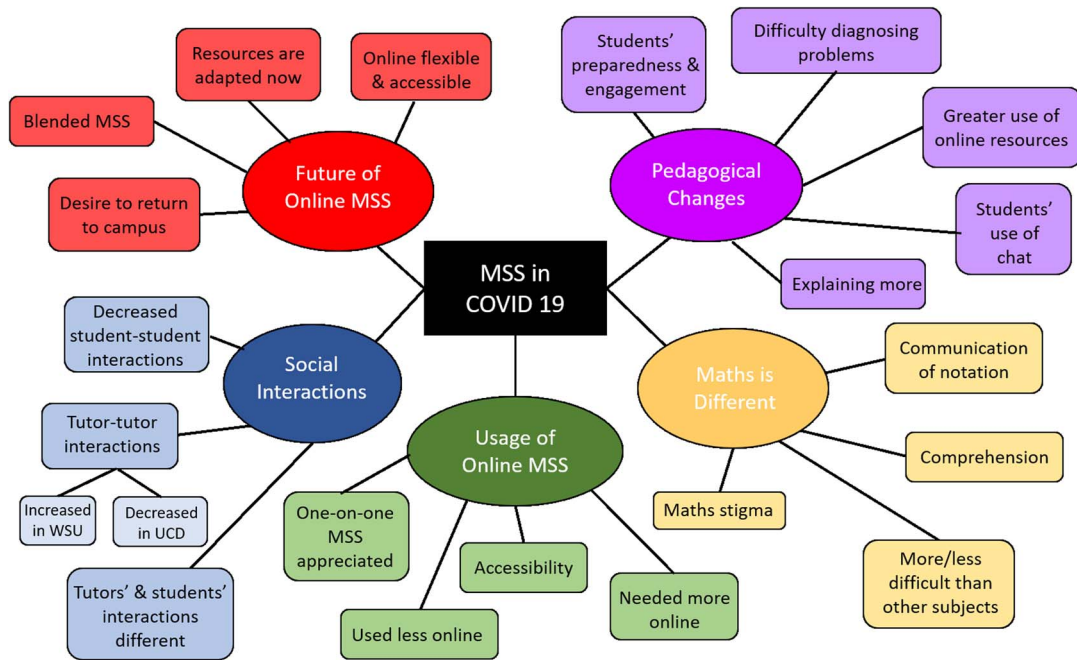 Resources are
adapted now
Online flexible
& accessible
Blended MSS
Future of
Online MSS
Desire to return
to campus
Students'
preparedness &
engagement
Difficulty diagnosing
problems
Greater use of
online resources
Pedagogical
Changes
Students'
use of
chat
Explaining more
MSS in
COVID 19
Decreased
student-student
interactions
Social
Interactions
Tutor-tutor
interactions
Increased
in WSU
Decreased
in UCD
Tutors' & students'
interactions
different
Usage of
Online MSS
One-on-one
MSS
appreciated
Used less online
Accessibility
Needed more
online
Maths is
Different
Communication
of notation
Comprehension
Maths stigma
More/less
difficult than
other subjects